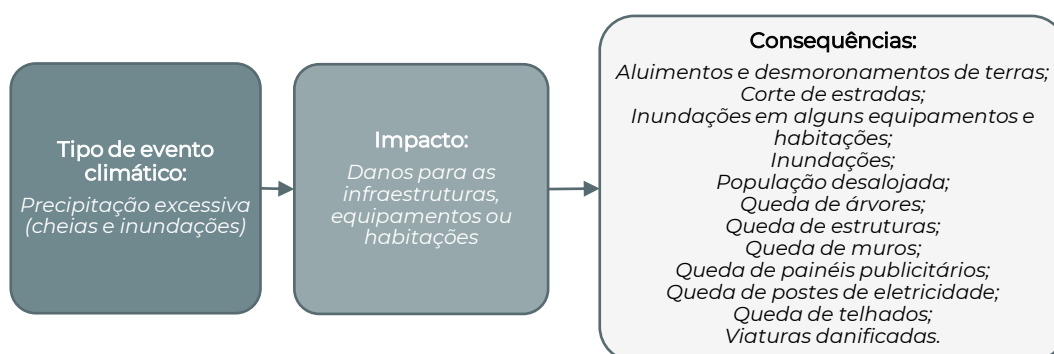 Tipo de evento
climático:
Precipitação excessiva
(cheias e inundações)
Impacto:
Danos para as
infraestruturas,
equipamentos ou
habitações
Consequências:
Aluimentos e desmoronamentos de terras;
Corte de estradas;
Inundações em alguns equipamentos e
habitações;
Inundações;
População desalojada;
Queda de árvores;
Queda de estruturas;
Queda de muros;
Queda de painéis publicitários;
Queda de postes de eletricidade;
Queda de telhados;
Viaturas danificadas.